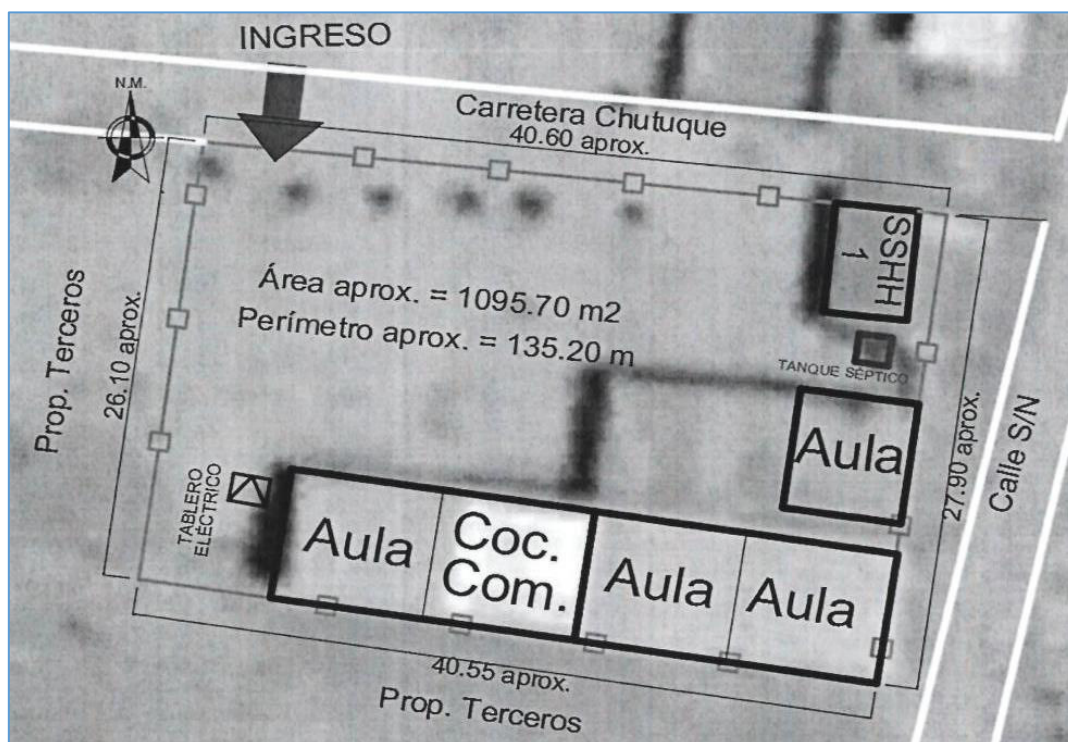 INGRESO
N.M.
Carretera Chutuque
40.60 aprox.
SSHH
1
Área aprox. = 1095.70 m2
Perímetro aprox. = 135.20 m
Prop. Terceros
26.10 aprox.
TANQUE SÉPTICO
Aula
27.90 aprox.
Calle S/N
TABLERO
ELÉCTRICO
Aula
Coc.
Com.
Aula
Aula
40.55 aprox.
Prop. Terceros